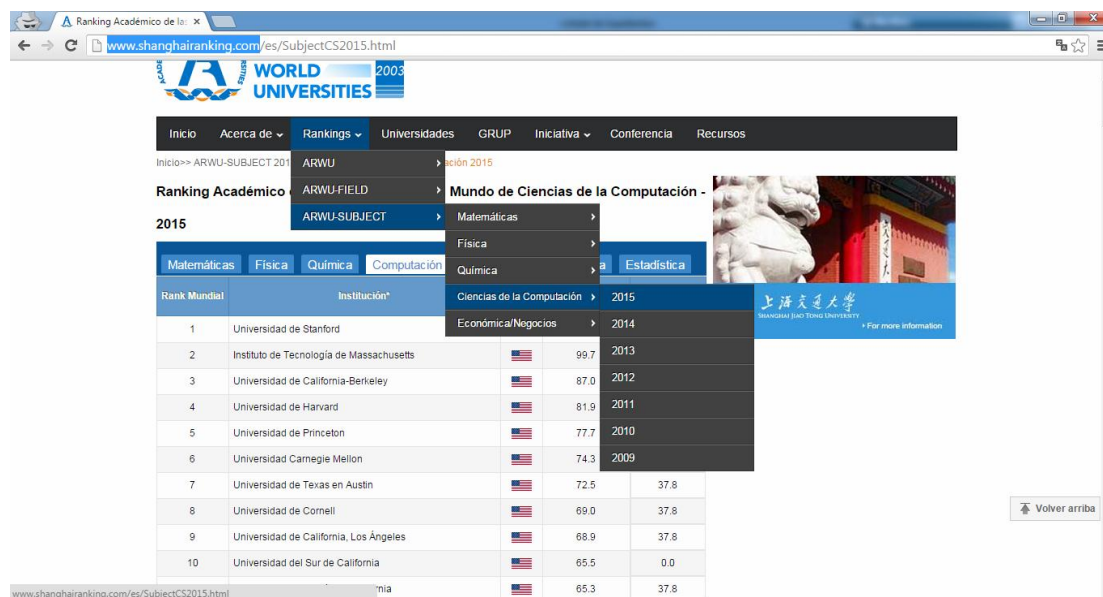 Ranking Académico de la:
www.shanghairanking.com/es/SubjectCS2015.html
WORLD 2003
UNIVERSITIES
Inicio Acerca de Rankings Universidades GRUP Iniciativa Conferencia Recursos
Inicio>> ARWU-SUBJECT 201 ación 2015
ARWU
ARWU-FIELD
ARWU-SUBJECT
Ranking Académico Mundo de Ciencias de la Computación -
2015
Matemáticas
Física
Química
Ciencias de la Computación
Económica/Negocios
2015
2014
2013
2012
2011
2010
2009
Matemáticas Física Química Computación a Estadística
Rank Mundial Institución*
1 Universidad de Stanford
2 Instituto de Tecnología de Massachusetts 99.7
3 Universidad de California-Berkeley 87.0
4 Universidad de Harvard 81.9
5 Universidad de Princeton 77.7
6 Universidad Carnegie Mellon 74.3
7 Universidad de Texas en Austin 72.5 37.8
8 Universidad de Cornell 69.0 37.8
9 Universidad de California, Los Ángeles 68.9 37.8
10 Universidad del Sur de California 65.5 0.0
rnia 65.3 37.8
上海交通大学
SHANGHAI JIAO TONG UNIVERSITY
+ For more information
Volver arriba
www.shanghairanking.com/es/SubjectCS2015.html